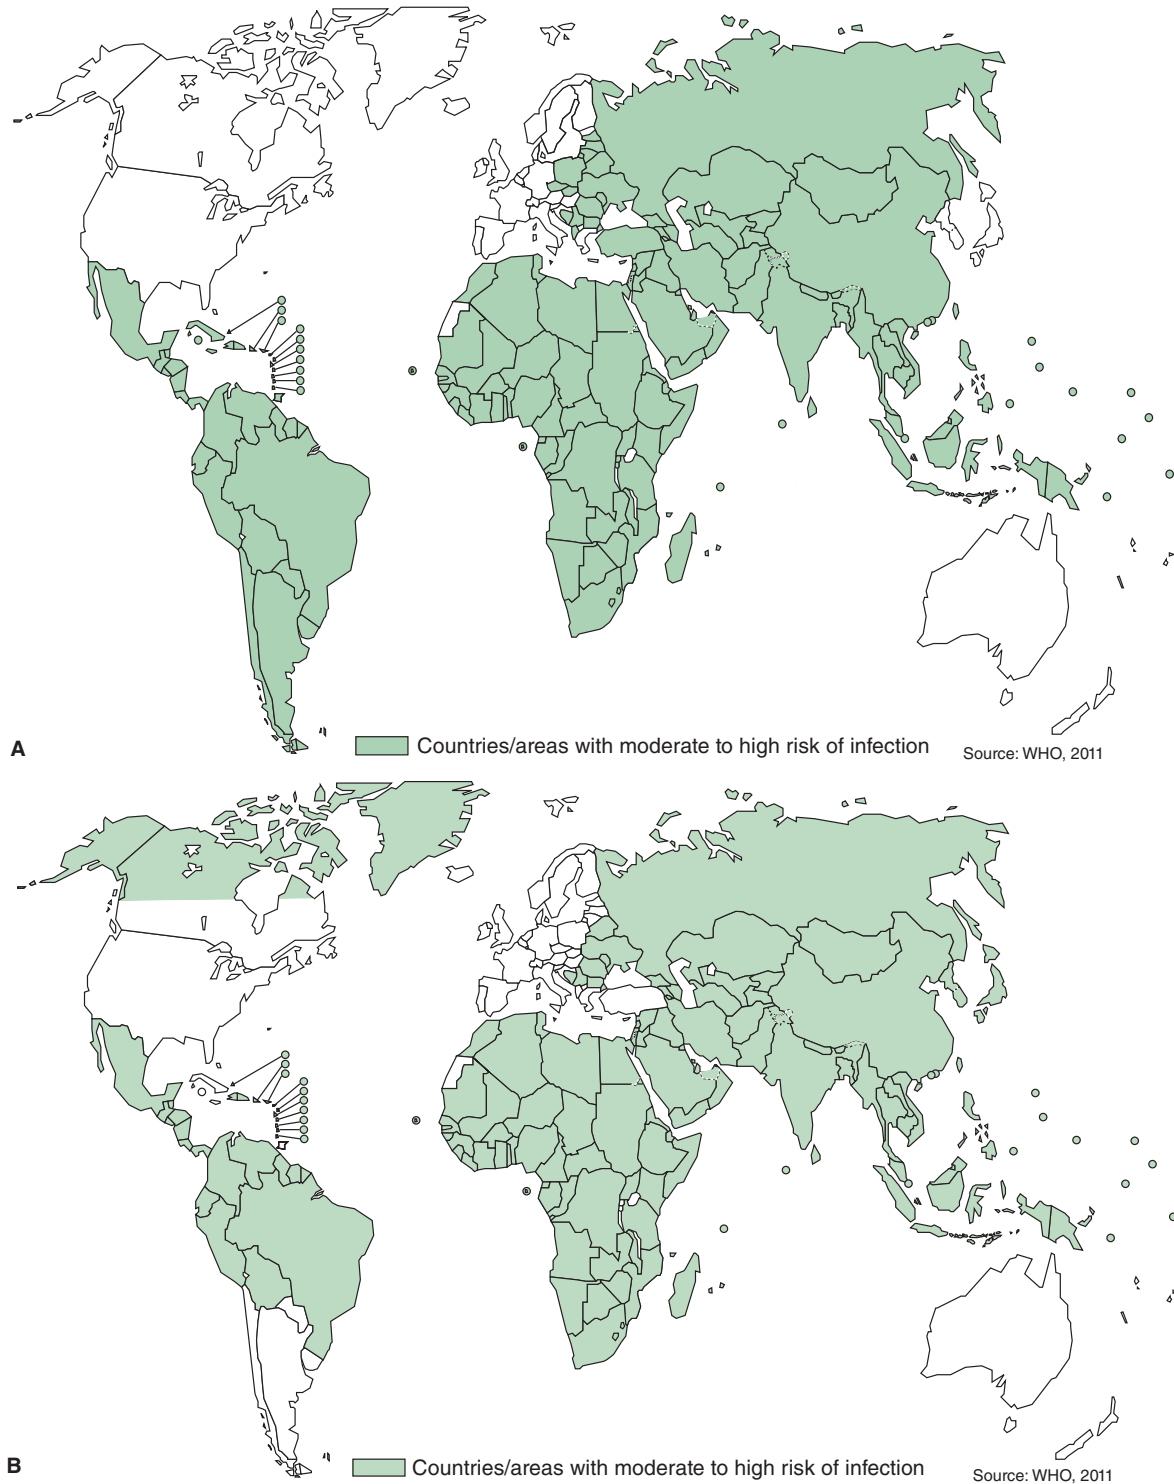 A
Countries/areas with moderate to high risk of infection
Source: WHO, 2011
B
Countries/areas with moderate to high risk of infection
Source: WHO, 2011